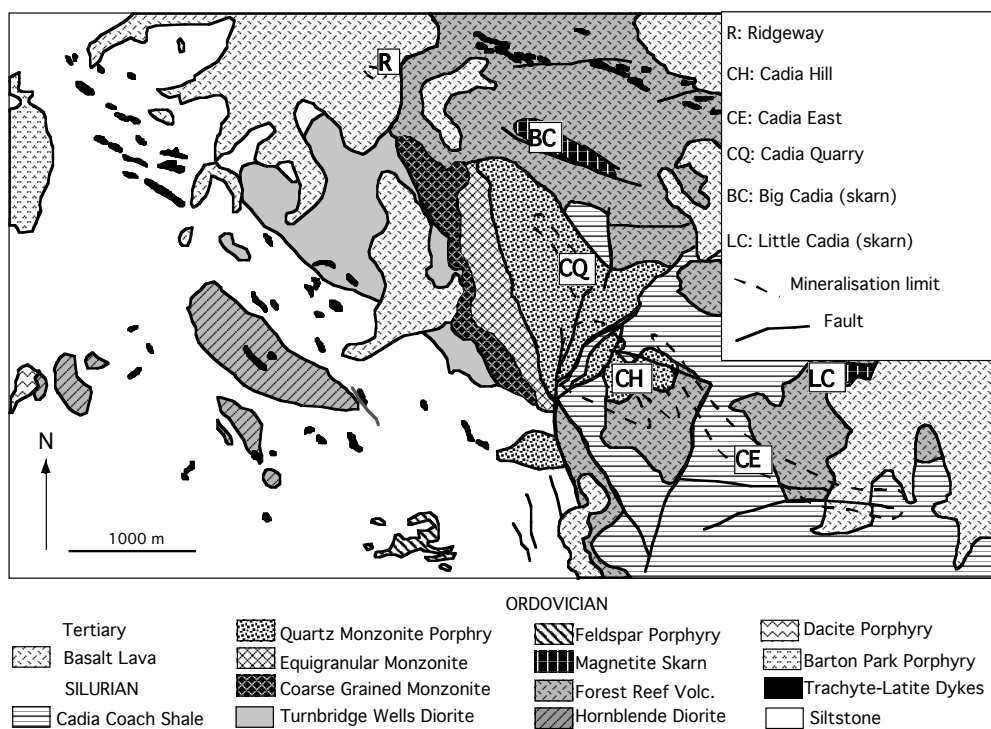 R: Ridgeway
CH: Cadia Hill
CE: Cadia East
CQ: Cadia Quarry
BC: Big Cadia (skarn)
LC: Little Cadia (skarn)
Mineralisation limit
Fault
R
BC
CQ
CH
LC
CE
N
1000 m
ORDOVICIAN
Tertiary
Basalt Lava
SILURIAN
Cadia Coach Shale
Quartz Monzonite Porphry
Equigranular Monzonite
Coarse Grained Monzonite
Turnbridge Wells Diorite
Feldspar Porphyry
Magnetite Skarn
Forest Reef Volc.
Hornblende Diorite
Dacite Porphyry
Barton Park Porphyry
Trachyte-Latite Dykes
Siltstone